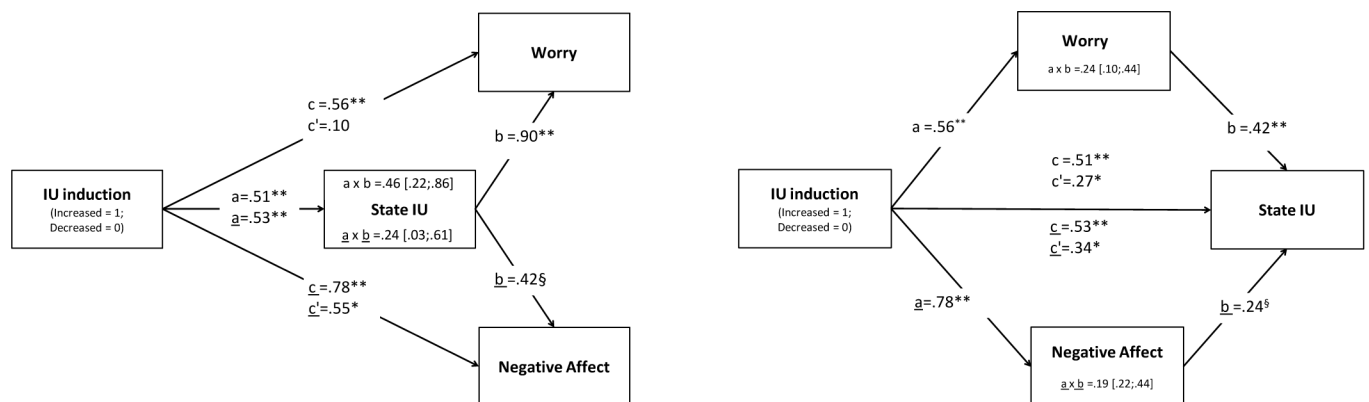 Worry
c =.56**
c'=.10
b =.90**
IU induction
(Increased = 1;
Decreased = 0)
a=.51**
a=.53**
a x b =.46 [.22;.86]
State IU
a x b =.24 [.03;.61]
c =.78**
c'=.55*
b =.42§
Negative Affect
Worry
a x b =.24 [.10;.44]
a =.56**
b =.42**
IU induction
(Increased = 1;
Decreased = 0)
c =.51**
c'=.27*
c =.53**
c'=.34*
State IU
a=.78**
b =.24§
Negative Affect
a x b =.19 [.22;.44]